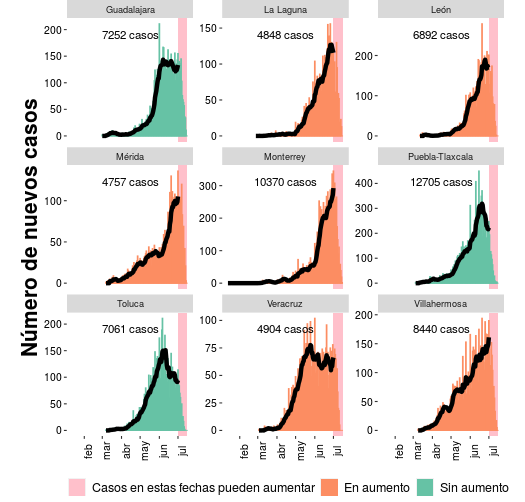 Número de nuevos casos
Guadalajara
La Laguna
León
7252 casos
4848 casos
6892 casos
200
150
100
50
0
150
100
50
0
200
100
0
Mérida
Monterrey
Puebla-Tlaxcala
4757 casos
10370 casos
12705 casos
100
50
0
300
200
100
0
400
300
200
100
0
Toluca
Veracruz
Villahermosa
7061 casos
4904 casos
8440 casos
200
150
100
50
0
100
75
50
25
0
200
150
100
50
0
feb mar abr may jun jul
feb mar abr may jun jul
feb mar abr may jun jul
Casos en estas fechas pueden aumentar En aumento Sin aumento